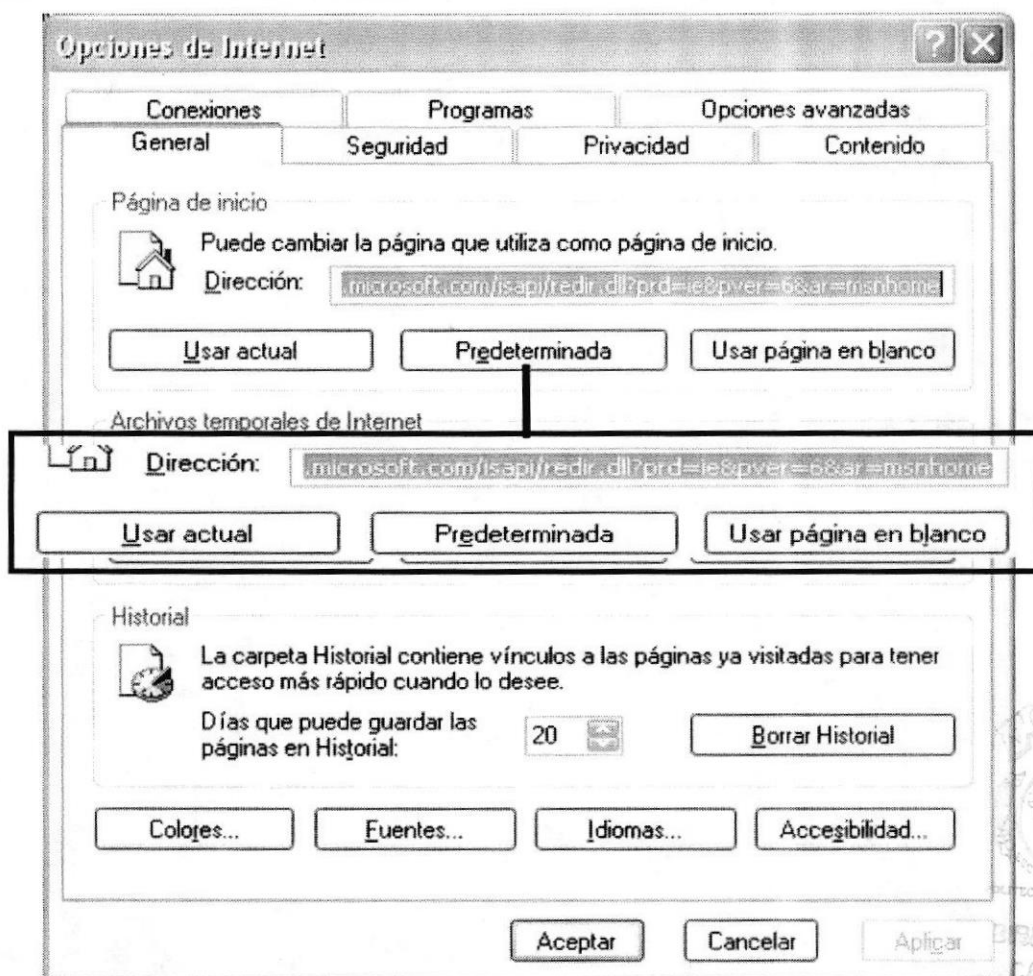 Opciones de Internet
Conexiones Programas Opciones avanzadas
General Seguridad Privacidad Contenido
Página de inicio
Puede cambiar la página que utiliza como página de inicio.
Dirección: .microsoft.com/isapi/redir.dll?prd=ie&pver=6&ar=msnhome
Usar actual Predeterminada Usar página en blanco
Archivos temporales de Internet
Dirección: .microsoft.com/isapi/redir.dll?prd=ie&pver=6&ar=msnhome
Usar actual Predeterminada Usar página en blanco
Historial
La carpeta Historial contiene vínculos a las páginas ya visitadas para tener
acceso más rápido cuando lo desee.
Días que puede guardar las
páginas en Historial:
20 Borrar Historial
Colores... Fuentes... Idiomas... Accesibilidad...
Aceptar Cancelar Aplicar